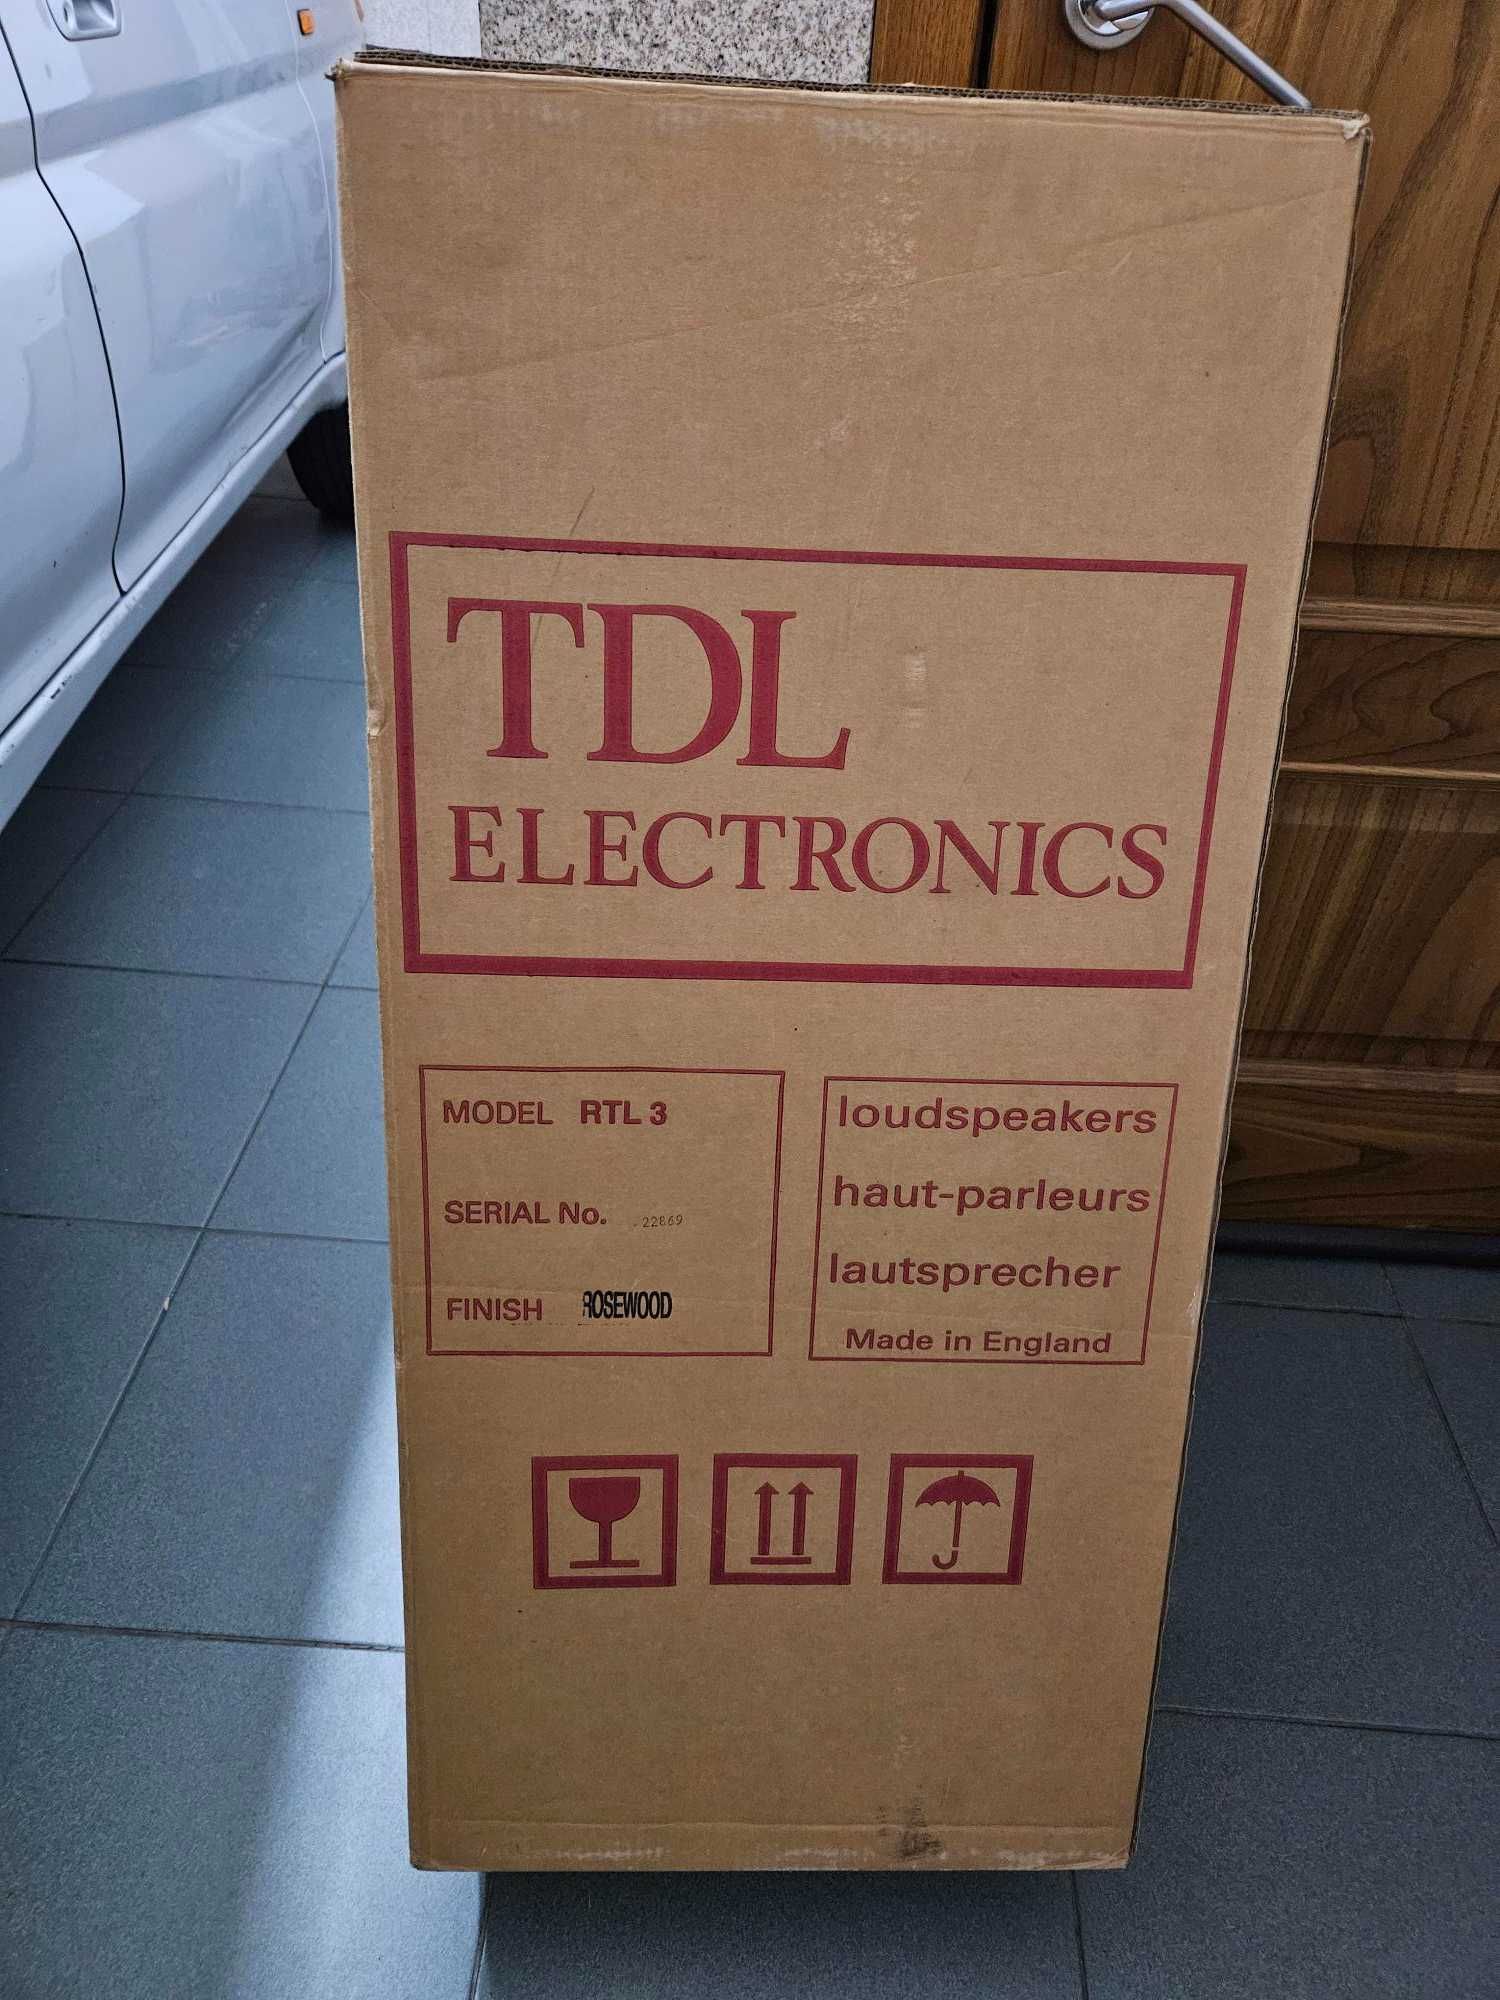 TDL
ELECTRONICS
MODEL RTL 3
SERIAL No. 22869
FINISH ROSEWOOD
loudspeakers
haut-parleurs
lautsprecher
Made in England